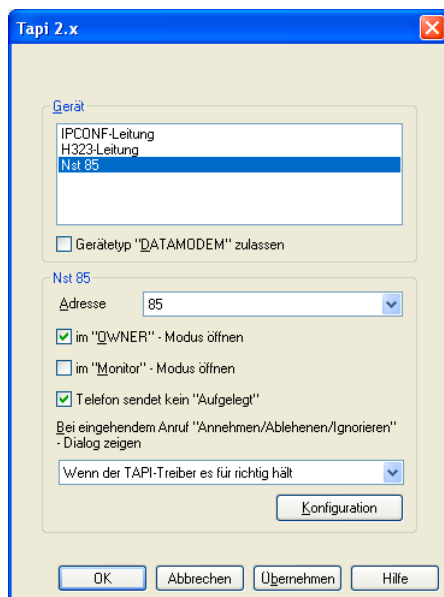 Tapi 2.x
Gerät
IPCONF-Leitung
H323-Leitung
Nst 85
Gerätetyp "DATAMODEM" zulassen
Nst 85
Adresse 85
im "OWNER" - Modus öffnen
im "Monitor" - Modus öffnen
Telefon sendet kein "Aufgelegt"
Bei eingehendem Anruf "Annehmen/Ablehenen/Ignorieren"
- Dialog zeigen
Wenn der TAPI-Treiber es für richtig hält
Konfiguration
OK Abbrechen Übernehmen Hilfe